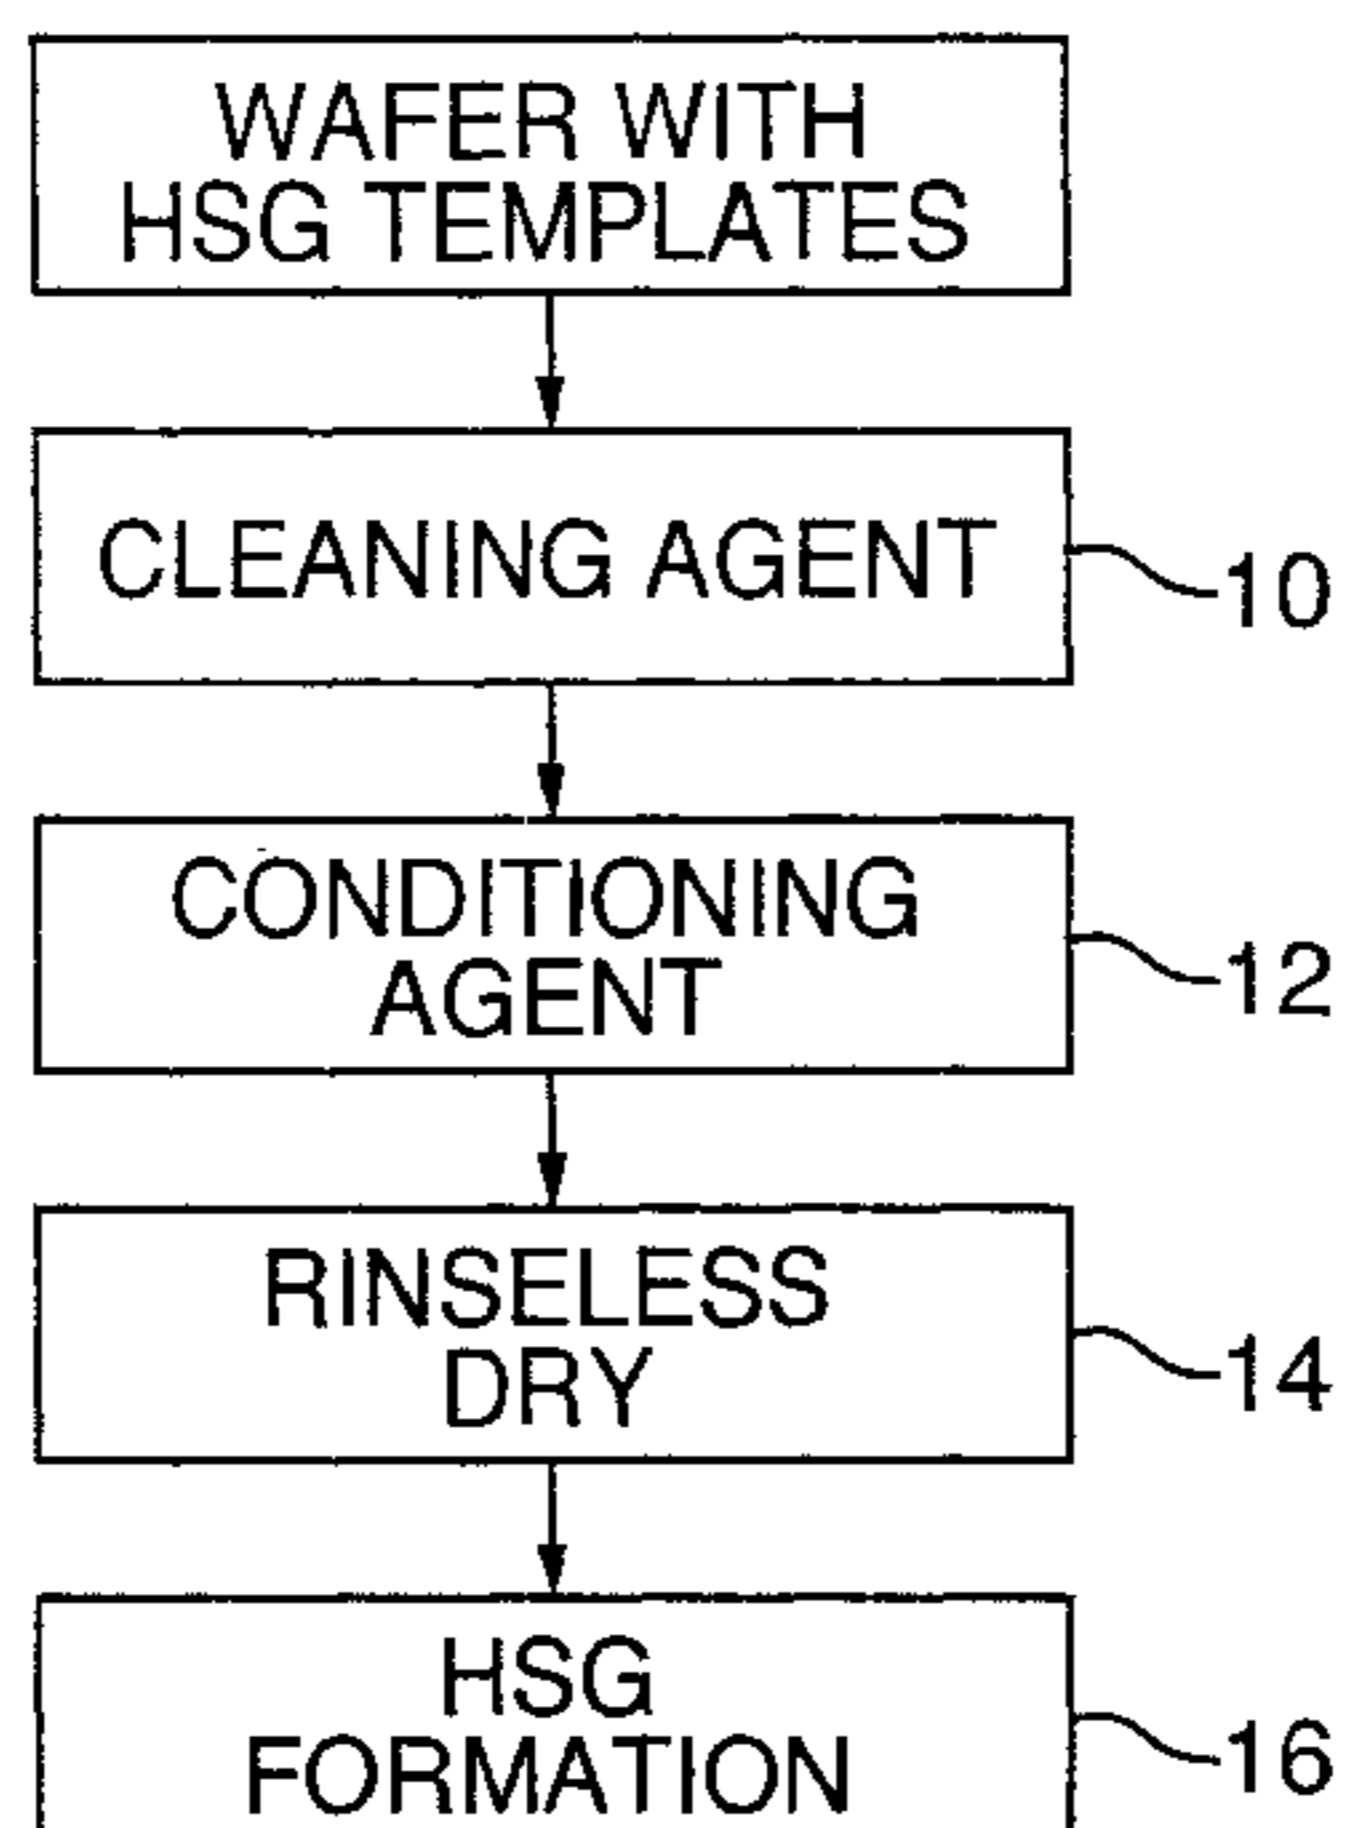 WAFER WITH
HSG TEMPLATES
CLEANING AGENT
10
CONDITIONING
AGENT
12
RINSELESS
DRY
14
HSG
FORMATION
16